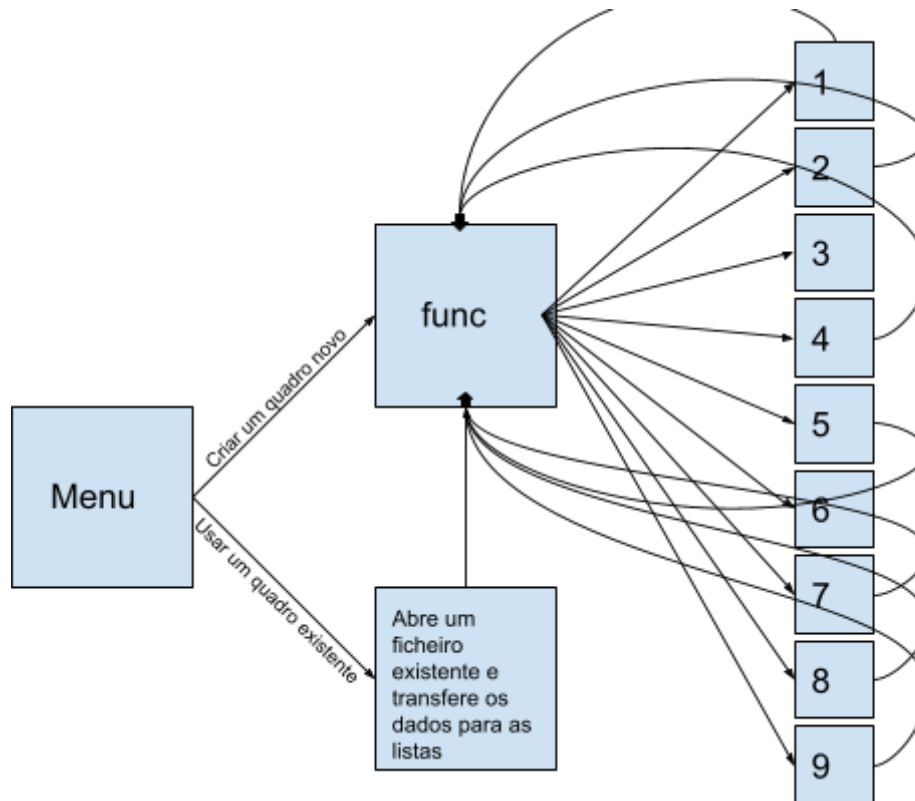 Menu
Criar um quadro novo
Usar um quadro existente
func
Abre um
ficheiro
existente e
transfere os
dados para as
listas
1
2
3
4
5
6
7
8
9